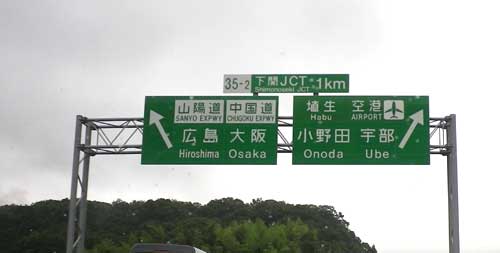 35-2 下関JCT 1km
Shimonoseki JCT
山陽道 中国道
SANYO EXPWY CHUGOKU EXPWY
広島 大阪
Hiroshima Osaka
埴生 空港
Habu AIRPORT
小野田 宇部
Onoda Ube